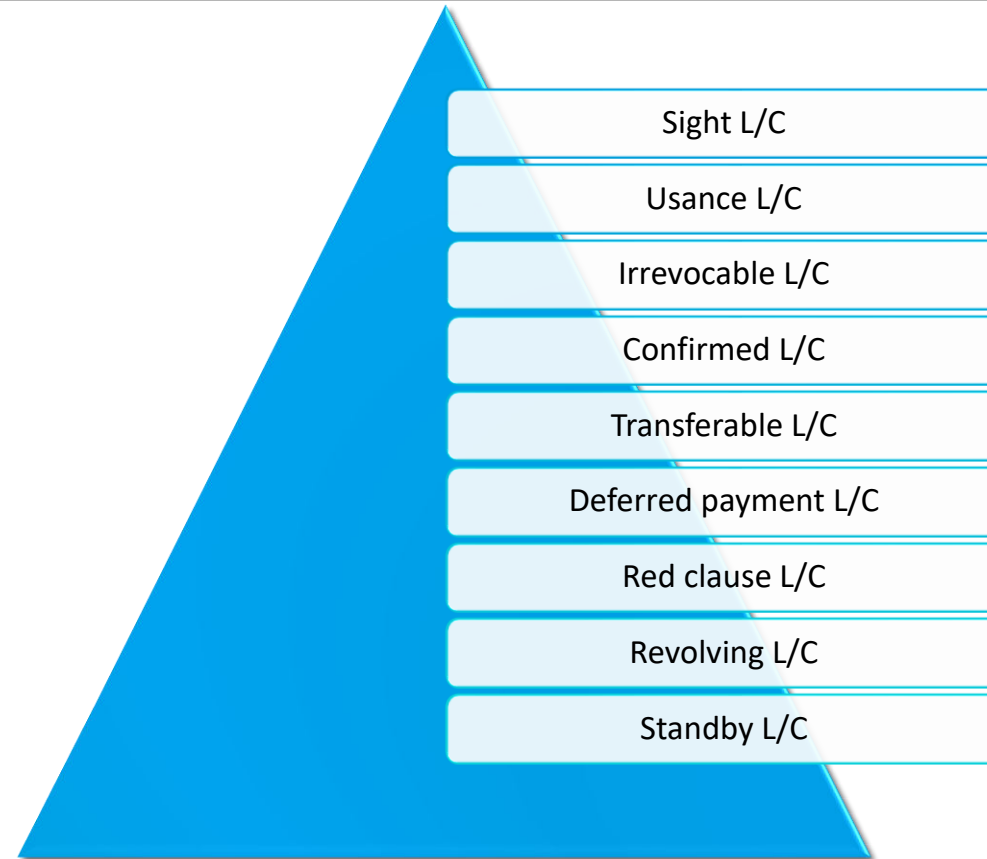 Sight L/C
Usance L/C
Irrevocable L/C
Confirmed L/C
Transferable L/C
Deferred payment L/C
Red clause L/C
Revolving L/C
Standby L/C